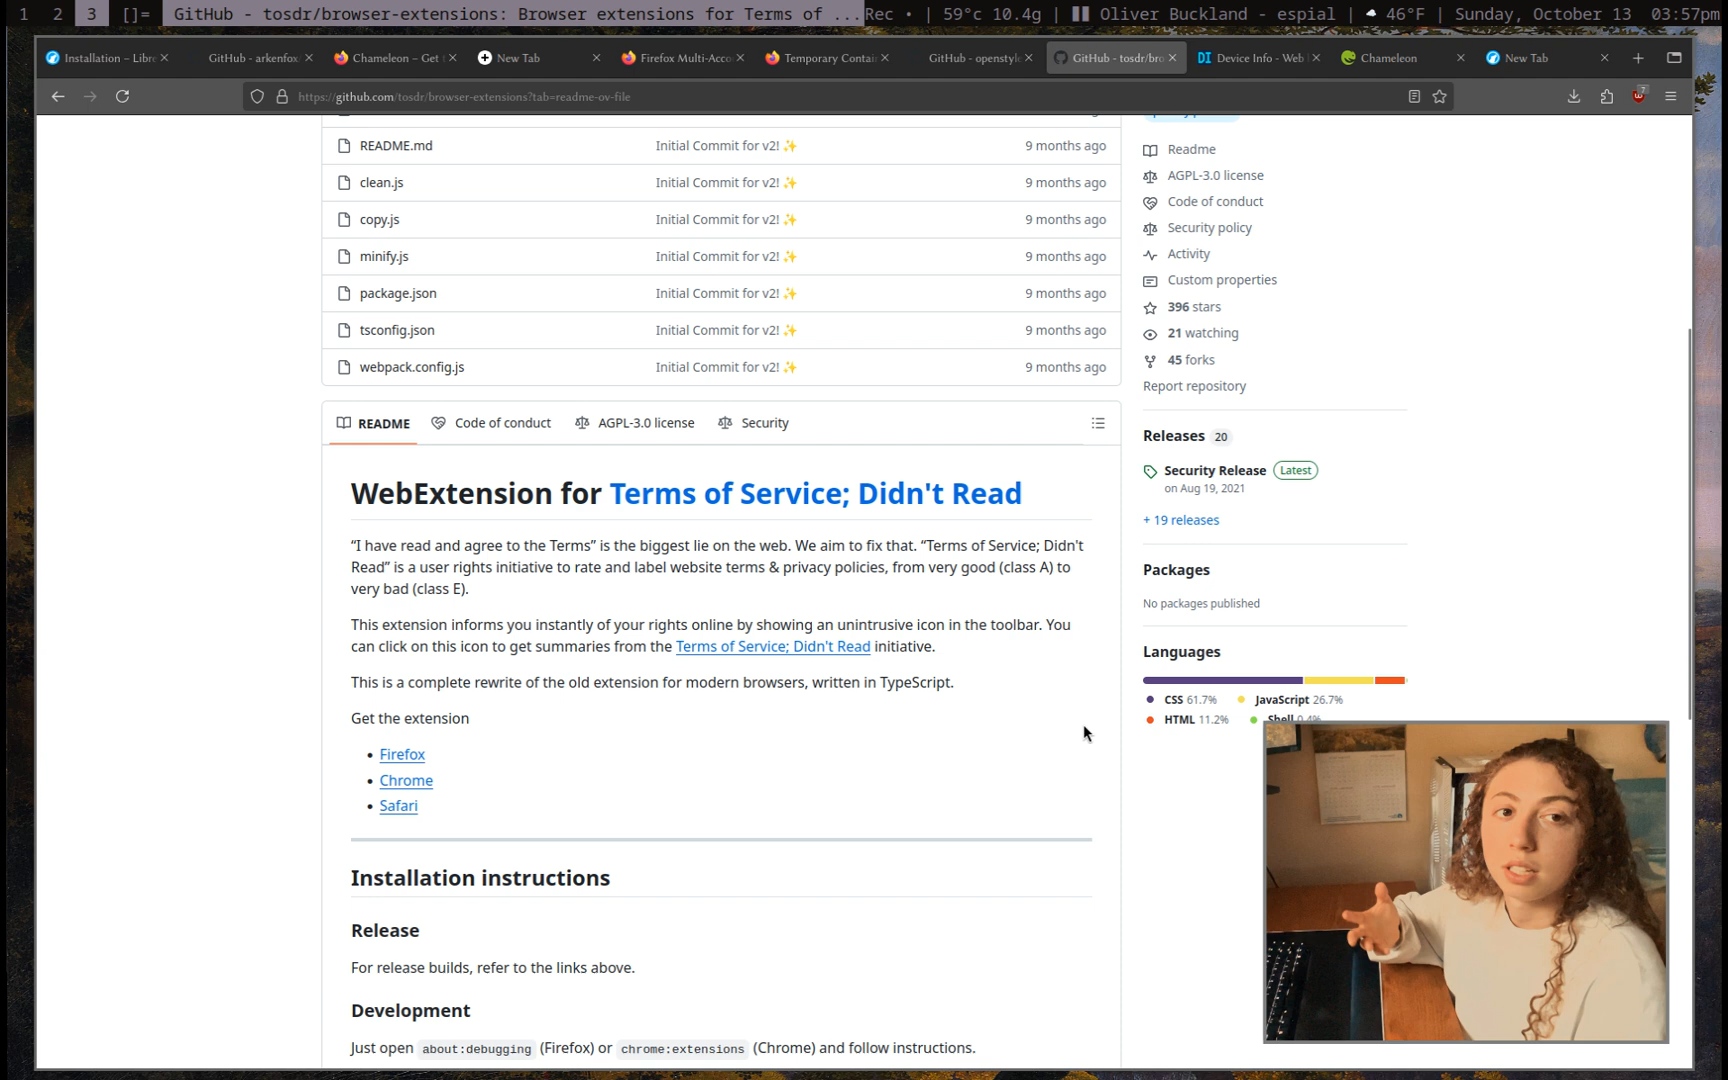 1 2 3 []= GitHub - tosdr/browser-extensions: Browser extensions for Terms of ... Rec • | 59°c 10.4g | Oliver Buckland - espial | 46°F | Sunday, October 13 03:57pm
Installation – Libre GitHub - arkenfox Chameleon – Get New Tab Firefox Multi-Acco Temporary Contai GitHub - openstyle GitHub - tosdr/bro DI Device Info - Web Chameleon New Tab
https://github.com/tosdr/browser-extensions?tab=readme-ov-file
7
README.md Initial Commit for v2! ✨ 9 months ago
clean.js Initial Commit for v2! ✨ 9 months ago
copy.js Initial Commit for v2! ✨ 9 months ago
minify.js Initial Commit for v2! ✨ 9 months ago
package.json Initial Commit for v2! ✨ 9 months ago
tsconfig.json Initial Commit for v2! ✨ 9 months ago
webpack.config.js Initial Commit for v2! ✨ 9 months ago
README Code of conduct AGPL-3.0 license Security
WebExtension for Terms of Service; Didn't Read
“I have read and agree to the Terms” is the biggest lie on the web. We aim to fix that. “Terms of Service; Didn't
Read” is a user rights initiative to rate and label website terms & privacy policies, from very good (class A) to
very bad (class E).
This extension informs you instantly of your rights online by showing an unintrusive icon in the toolbar. You
can click on this icon to get summaries from the Terms of Service; Didn't Read initiative.
This is a complete rewrite of the old extension for modern browsers, written in TypeScript.
Get the extension
• Firefox
• Chrome
• Safari
Installation instructions
Release
For release builds, refer to the links above.
Development
Just open about:debugging (Firefox) or chrome:extensions (Chrome) and follow instructions.
Readme
AGPL-3.0 license
Code of conduct
Security policy
Activity
Custom properties
396 stars
21 watching
45 forks
Report repository
Releases 20
Security Release Latest
on Aug 19, 2021
+ 19 releases
Packages
No packages published
Languages
CSS 61.7% JavaScript 26.7%
HTML 11.2% Shell 0.4%